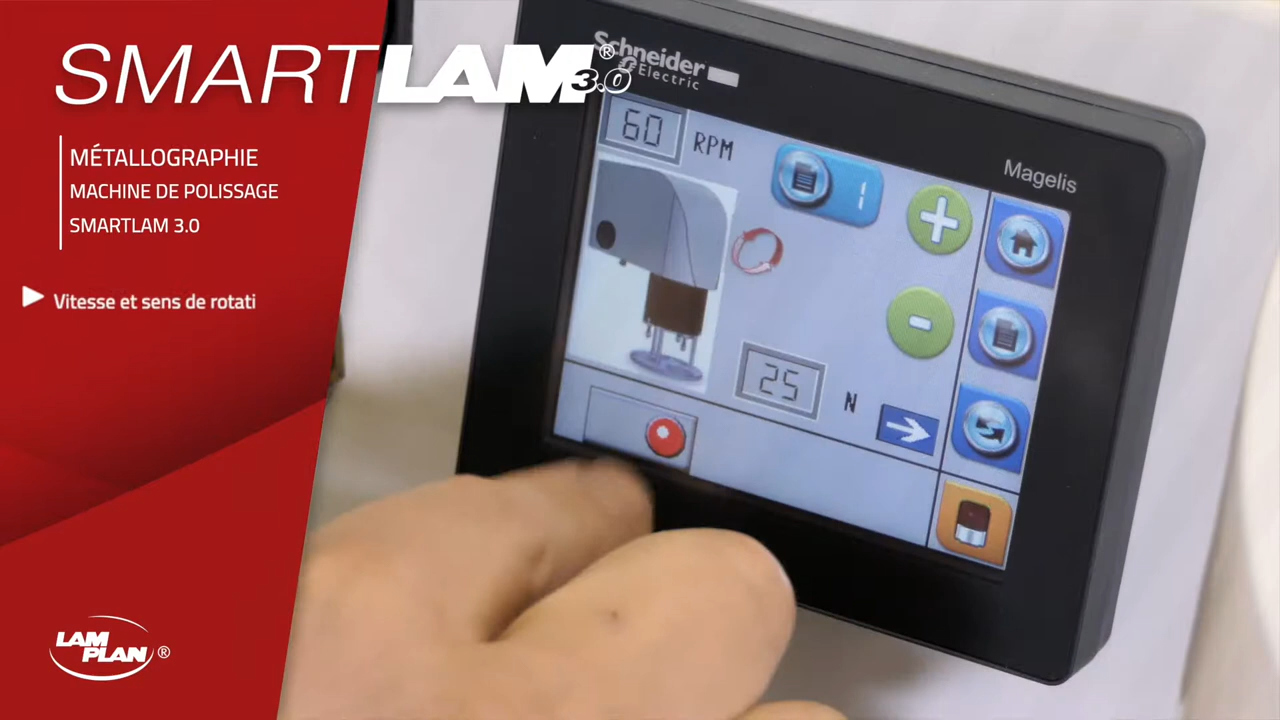 SMARTLAM® 3.0
MÉTALLOGRAPHIE
MACHINE DE POLISSAGE
SMARTLAM 3.0
Vitesse et sens de rotati
LAM PLAN®
Schneider
Electric
Magelis
60 RPM
1
25 N